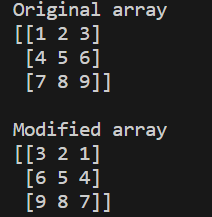 Original array
[[1 2 3]
 [4 5 6]
 [7 8 9]]

Modified array
[[3 2 1]
 [6 5 4]
 [9 8 7]]